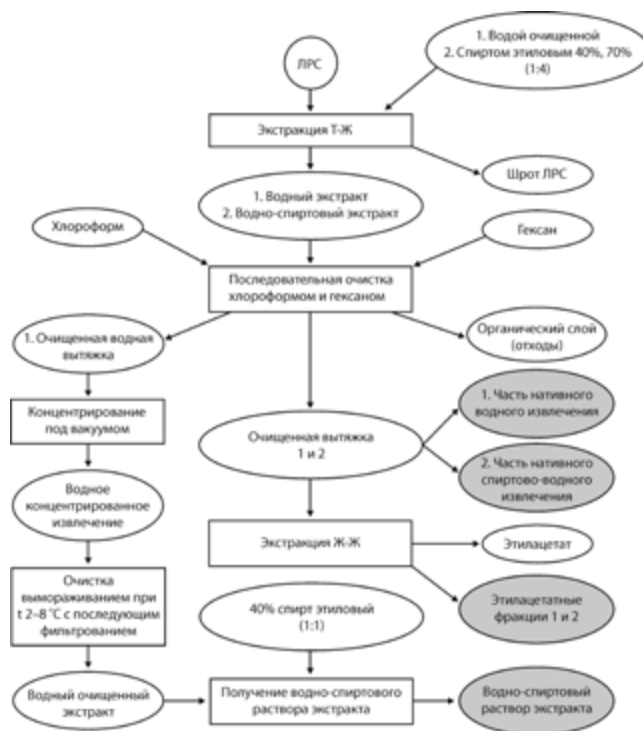 1. Водой очищенной
2. Спиртом этиловым 40%, 70%
(1:4)
ЛРС
Экстракция Т-Ж
Шрот ЛРС
1. Водный экстракт
2. Водно-спиртовый экстракт
Хлороформ
Гексан
Последовательная очистка
хлороформом и гексаном
1. Очищенная водная
вытяжка
Органический слой
(отходы)
Концентрирование
под вакуумом
1. Часть нативного
водного извлечения
Очищенная вытяжка
1 и 2
2. Часть нативного
спиртово-водного
извлечения
Водное
концентрированное
извлечение
Экстракция Ж-Ж
Этилацетат
Очистка
вымораживанием при
t 2–8 °С с последующим
фильтрованием
40% спирт этиловый
(1:1)
Этилацетатные
фракции 1 и 2
Водный очищенный
экстракт
Получение водно-спиртового
раствора экстракта
Водно-спиртовый
раствор экстракта